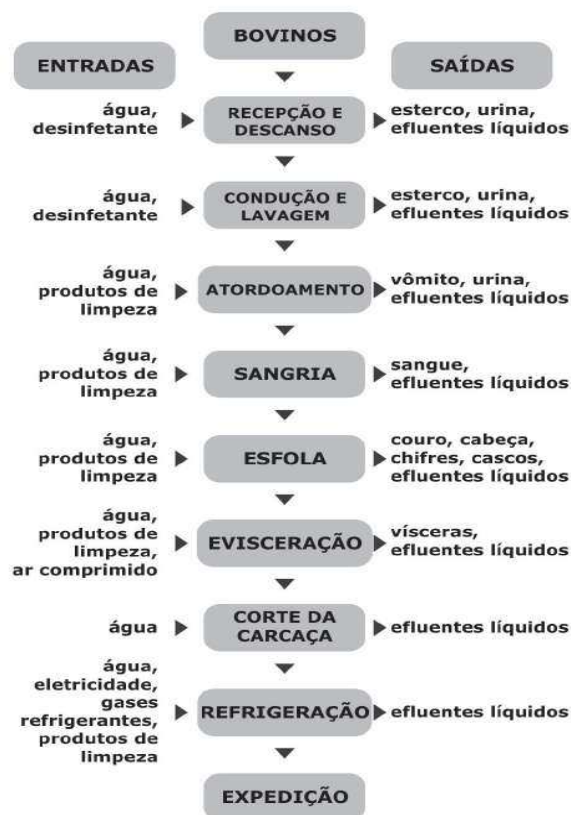 BOVINOS
ENTRADAS
SAÍDAS
água,
desinfetante
RECEPÇÃO E
DESCANSO
esterco, urina,
efluentes líquidos
água,
desinfetante
CONDUÇÃO E
LAVAGEM
esterco, urina,
efluentes líquidos
água,
produtos de
limpeza
ATORDOAMENTO
vômito, urina,
efluentes líquidos
água,
produtos de
limpeza
SANGRIA
sangue,
efluentes líquidos
água,
produtos de
limpeza
ESFOLA
couro, cabeça,
chifres, cascos,
efluentes líquidos
água,
produtos de
limpeza,
ar comprimido
EVISCERAÇÃO
vísceras,
efluentes líquidos
água
CORTE DA
CARCAÇA
efluentes líquidos
água,
eletricidade,
gases
refrigerantes,
produtos de
limpeza
REFRIGERAÇÃO
efluentes líquidos
EXPEDIÇÃO